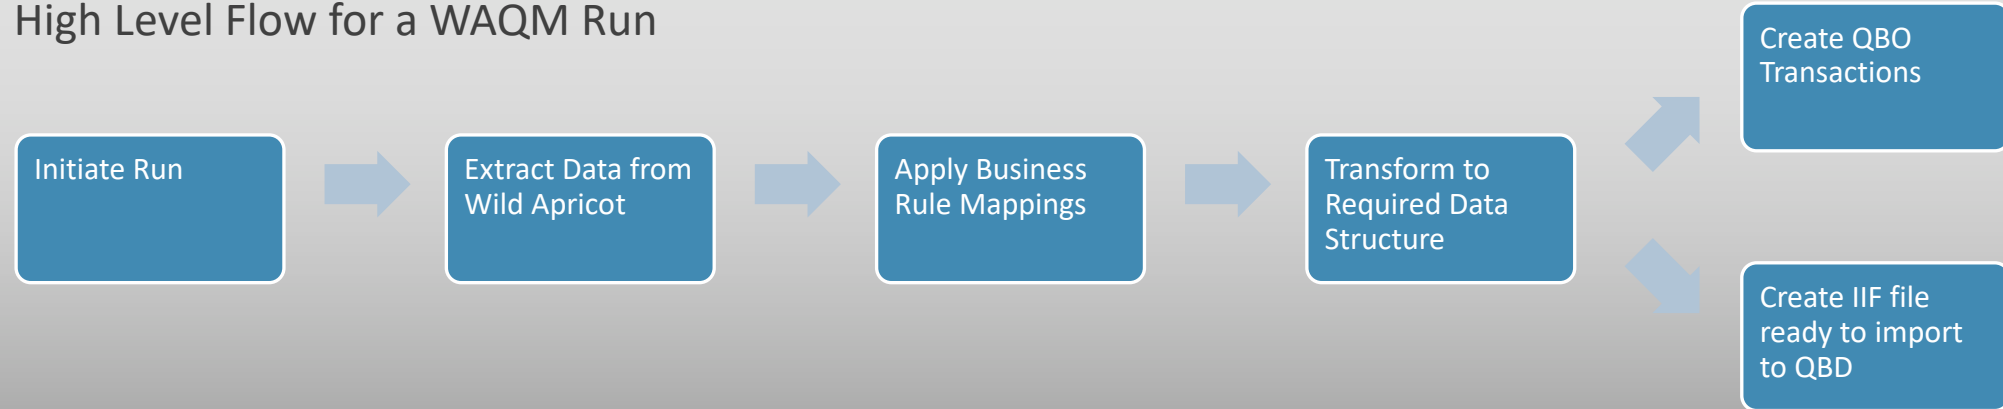 High Level Flow for a WAQM Run
Initiate Run
Extract Data from
Wild Apricot
Apply Business
Rule Mappings
Transform to
Required Data
Structure
Create QBO
Transactions
Create IIF file
ready to import
to QBD